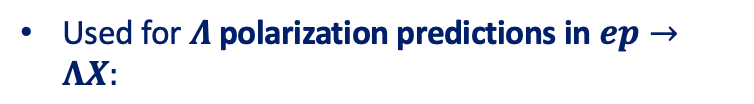 • Used for Λ polarization predictions in ep →
ΛX: